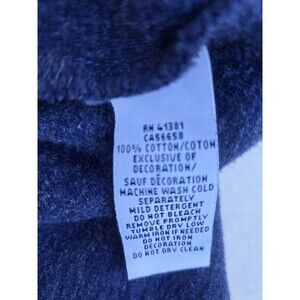 RN 41381
CA56658
100% COTTON/COTON
EXCLUSIVE OF
DECORATION/
SAUF DÉCORATION
MACHINE WASH COLD
SEPARATELY
MILD DETERGENT
DO NOT BLEACH
REMOVE PROMPTLY
TUMBLE DRY LOW
WARM IRON IF NEEDED
DO NOT IRON
DECORATION
DO NOT DRY CLEAN